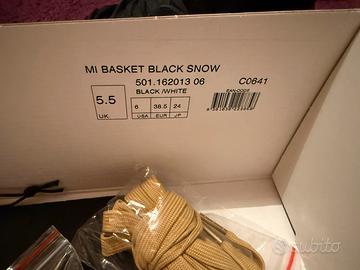 MI BASKET BLACK SNOW
501.162013 06 C0641
BLACK /WHITE
5.5 6 38.5 24
UK USA EUR JP
subito